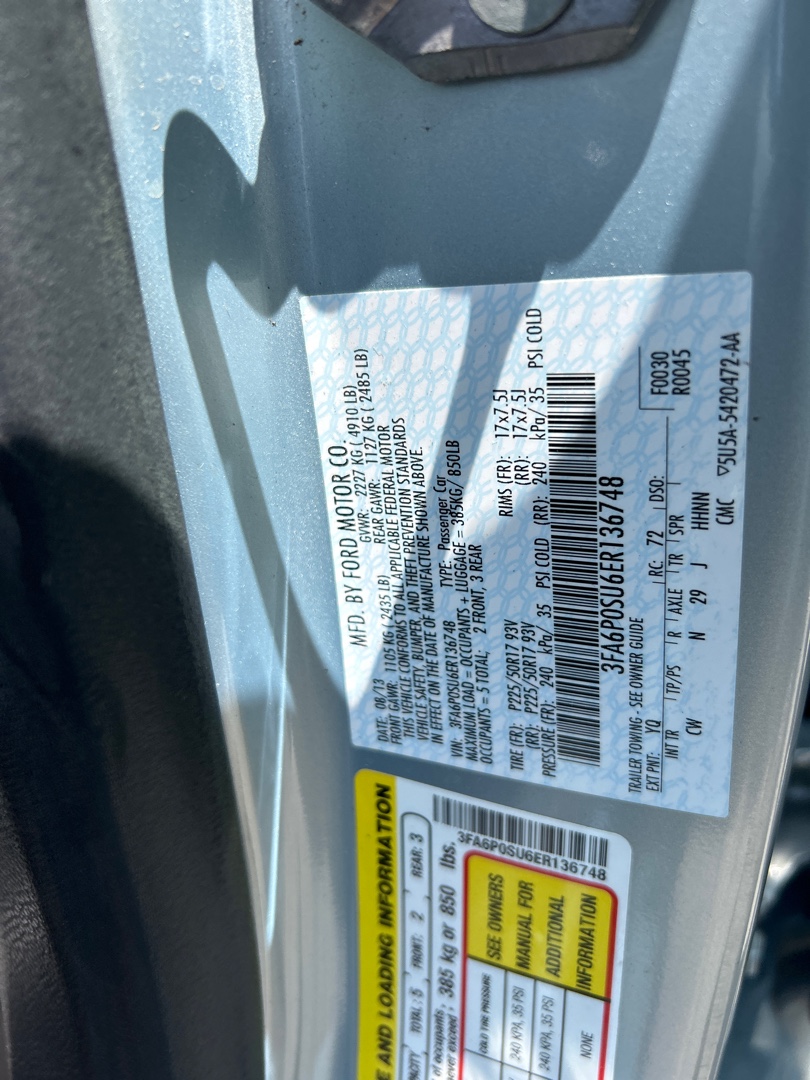 MFD. BY FORD MOTOR CO.
DATE: 08/13 GVWR: 2227 KG ( 4910 LB)
FRONT GAWR: 1105 KG ( 2435 LB) REAR GAWR: 1127 KG ( 2485 LB)
THIS VEHICLE CONFORMS TO ALL APPLICABLE FEDERAL MOTOR
VEHICLE SAFETY, BUMPER, AND THEFT PREVENTION STANDARDS
IN EFFECT ON THE DATE OF MANUFACTURE SHOWN ABOVE.
VIN: 3FA6P0SU6ER136748 TYPE: Passenger Car
MAXIMUM LOAD = OCCUPANTS + LUGGAGE = 385KG/ 850LB
OCCUPANTS = 5 TOTAL: 2 FRONT, 3 REAR
TIRE (FR): P225/50R17 93V RIMS (FR): 17x7.5J
(RR): P225/50R17 93V (RR): 17x7.5J
PRESSURE (FR): 240 kPa/ 35 PSI COLD (RR): 240 kPa/ 35 PSI COLD
3FA6P0SU6ER136748
TRAILER TOWING - SEE OWNER GUIDE F0030
EXT PNT: YQ RC: 72 DSO: R0045
INT TR TP/PS R AXLE TR SPR
CW N 29 J HHNN
CMC ▽5U5A-5420472-AA
E AND LOADING INFORMATION
PACITY TOTAL: 5 FRONT: 2 REAR: 3
of occupants,
never exceed: 385 kg or 850 lbs.
3FA6P0SU6ER136748
COLD TIRE PRESSURE
240 KPA, 35 PSI
240 KPA, 35 PSI
NONE
SEE OWNERS
MANUAL FOR
ADDITIONAL
INFORMATION